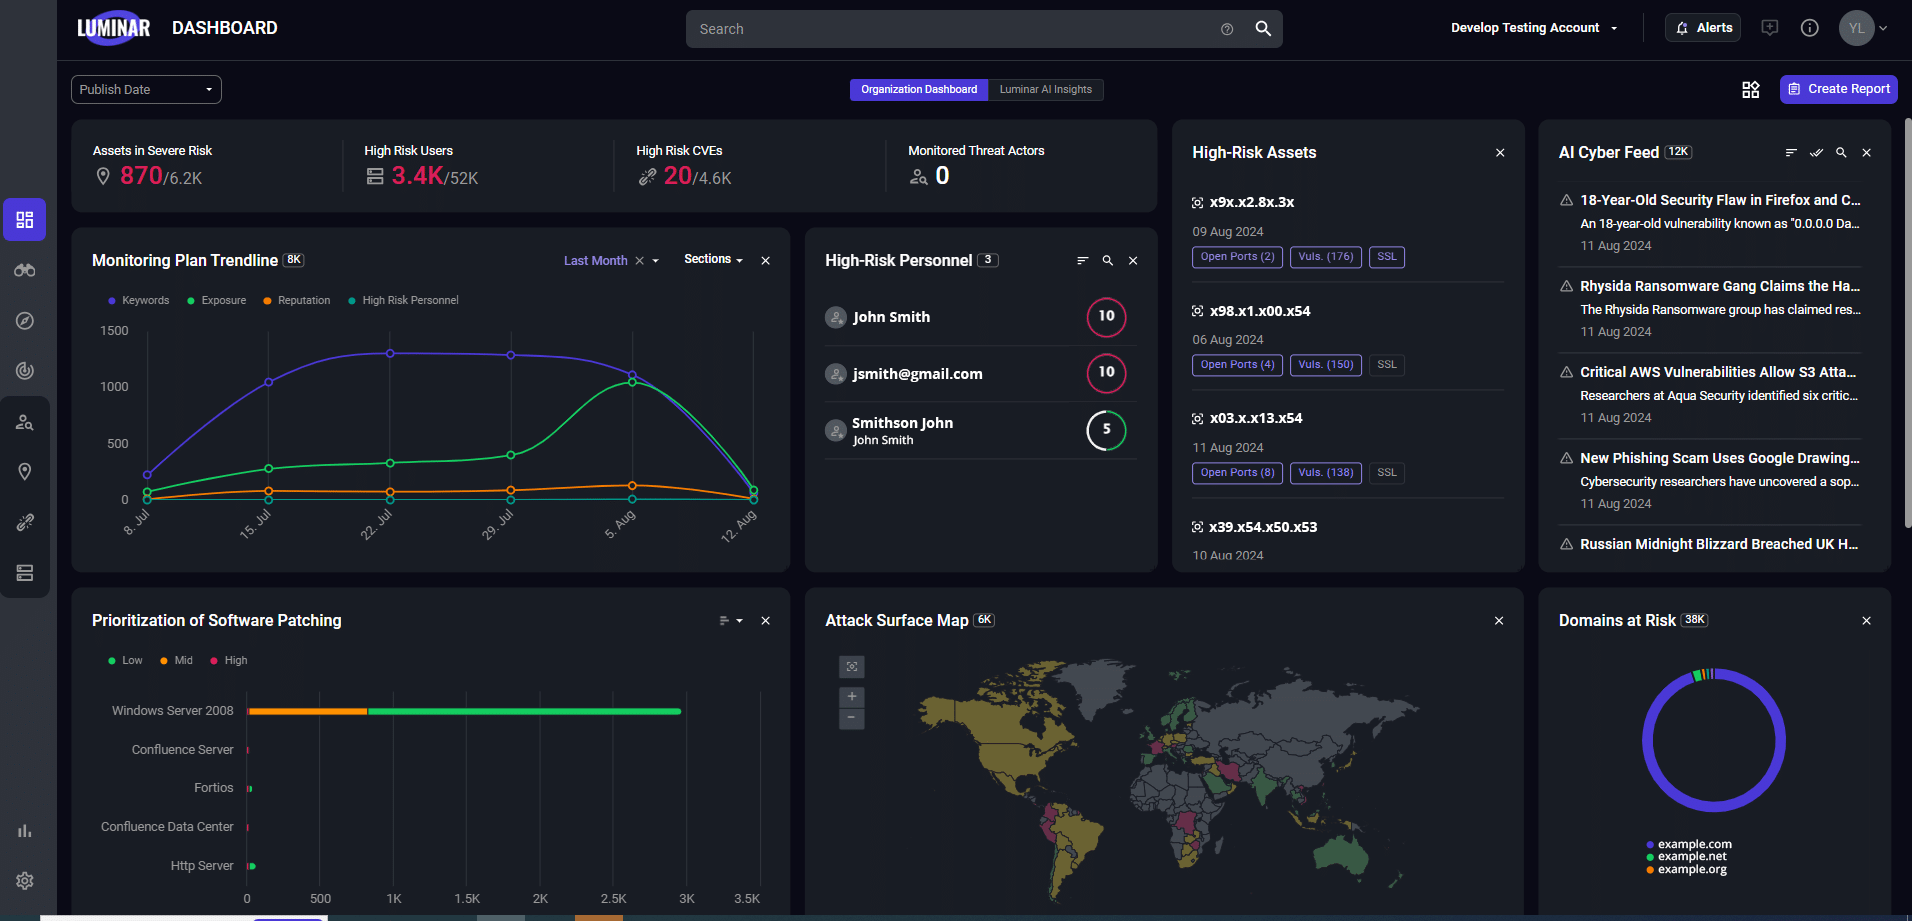 LUMINAR DASHBOARD
Search
Develop Testing Account
Alerts
YL
Publish Date
Organization Dashboard
Luminar AI Insights
Create Report
Assets in Severe Risk
870/6.2K
High Risk Users
3.4K/52K
High Risk CVEs
20/4.6K
Monitored Threat Actors
0
Monitoring Plan Trendline 8K
Last Month
Sections
Keywords
Exposure
Reputation
High Risk Personnel
1500
1000
500
0
8. Jul
15. Jul
22. Jul
29. Jul
5. Aug
12. Aug
High-Risk Personnel 3
John Smith
10
jsmith@gmail.com
10
Smithson John
John Smith
5
High-Risk Assets
x9x.x2.8x.3x
09 Aug 2024
Open Ports (2)
Vuls. (176)
SSL
x98.x1.x00.x54
06 Aug 2024
Open Ports (4)
Vuls. (150)
SSL
x03.x.x13.x54
11 Aug 2024
Open Ports (8)
Vuls. (138)
SSL
x39.x54.x50.x53
10 Aug 2024
AI Cyber Feed 12K
18-Year-Old Security Flaw in Firefox and C...
An 18-year-old vulnerability known as "0.0.0.0 Da...
11 Aug 2024
Rhysida Ransomware Gang Claims the Ha...
The Rhysida Ransomware group has claimed res...
11 Aug 2024
Critical AWS Vulnerabilities Allow S3 Atta...
Researchers at Aqua Security identified six critic...
11 Aug 2024
New Phishing Scam Uses Google Drawing...
Cybersecurity researchers have uncovered a sop...
11 Aug 2024
Russian Midnight Blizzard Breached UK H...
Prioritization of Software Patching
Low
Mid
High
Windows Server 2008
Confluence Server
Fortios
Confluence Data Center
Http Server
0
500
1K
1.5K
2K
2.5K
3K
3.5K
Attack Surface Map 6K
+
−
Domains at Risk 38K
example.com
example.net
example.org